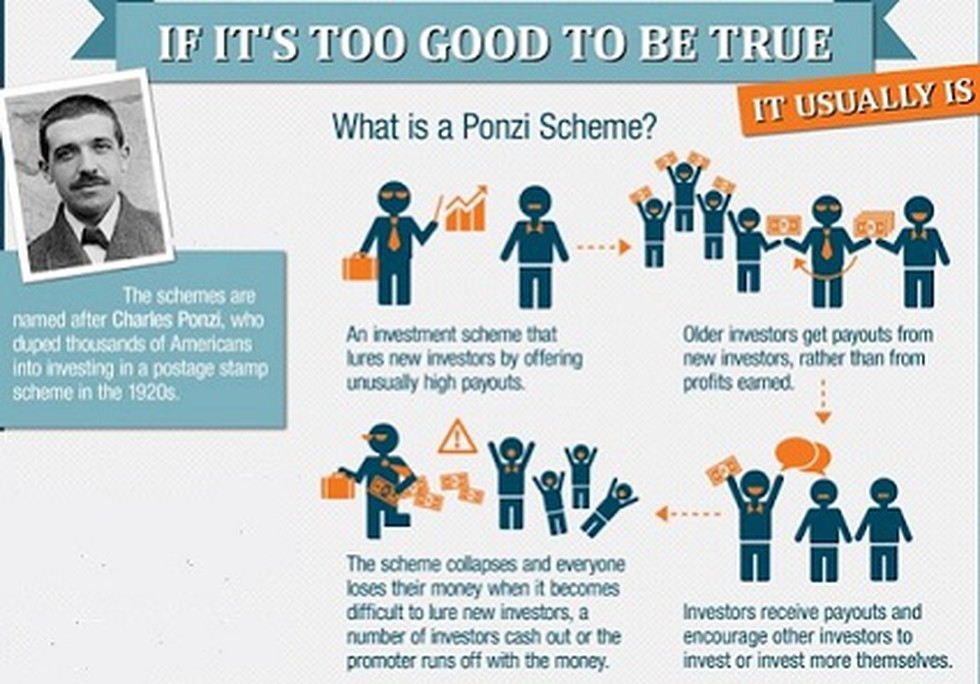 IF IT'S TOO GOOD TO BE TRUE
IT USUALLY IS
What is a Ponzi Scheme?
The schemes are
named after Charles Ponzi, who
duped thousands of Americans
into investing in a postage stamp
scheme in the 1920s.
An investment scheme that
lures new investors by offering
unusually high payouts.
Older investors get payouts from
new investors, rather than from
profits earned.
Investors receive payouts and
encourage other investors to
invest or invest more themselves.
The scheme collapses and everyone
loses their money when it becomes
difficult to lure new investors, a
number of investors cash out or the
promoter runs off with the money.